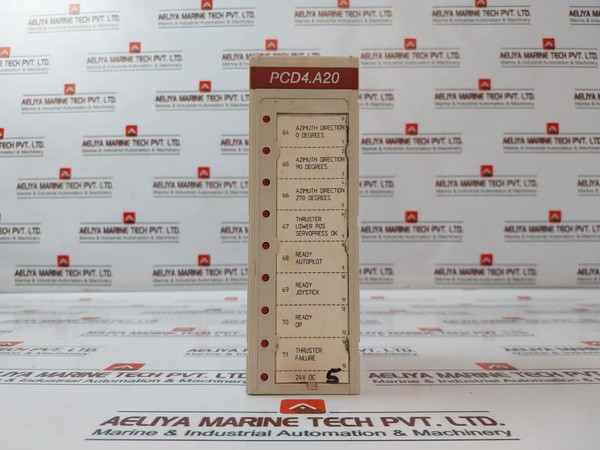 PCD4.A20
64 AZIMUTH DIRECTION
0 DEGREES
65 AZIMUTH DIRECTION
90 DEGREES
66 AZIMUTH DIRECTION
270 DEGREES
67 THRUSTER
LOWER POS
SERVOPRESS OK
68 READY
AUTOPILOT
69 READY
JOYSTICK
70 READY
DP
71 THRUSTER
FAILURE
24V DC 5
AELIYA MARINE TECH PVT. LTD.
Marine & Industrial Automation & Machinery